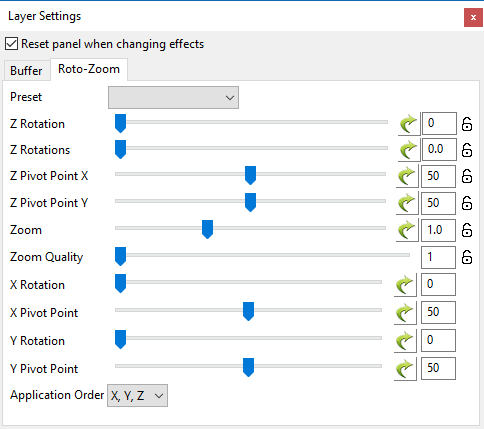 Layer Settings
x
Reset panel when changing effects
Buffer Roto-Zoom
Preset
Z Rotation 0
Z Rotations 0.0
Z Pivot Point X 50
Z Pivot Point Y 50
Zoom 1.0
Zoom Quality 1
X Rotation 0
X Pivot Point 50
Y Rotation 0
Y Pivot Point 50
Application Order X, Y, Z